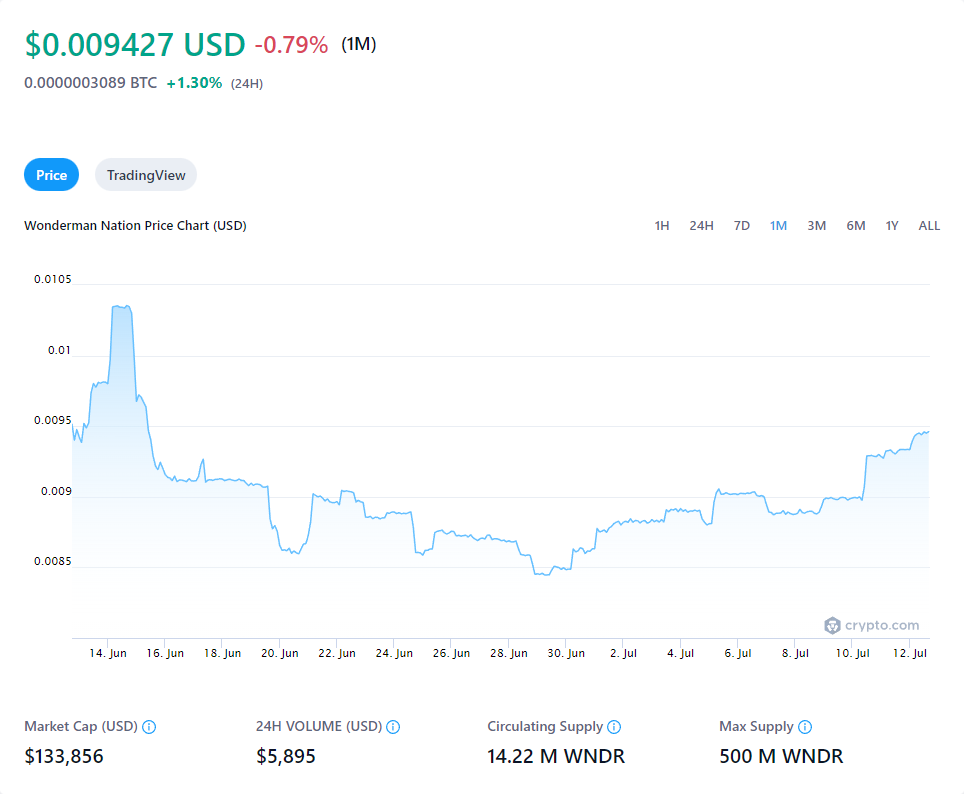 $0.009427 USD -0.79% (1M)
0.0000003089 BTC +1.30% (24H)
Price TradingView
Wonderman Nation Price Chart (USD) 1H 24H 7D 1M 3M 6M 1Y ALL
0.0105
0.01
0.0095
0.009
0.0085
crypto.com
14. Jun 16. Jun 18. Jun 20. Jun 22. Jun 24. Jun 26. Jun 28. Jun 30. Jun 2. Jul 4. Jul 6. Jul 8. Jul 10. Jul 12. Jul
Market Cap (USD) 24H VOLUME (USD) Circulating Supply Max Supply
$133,856 $5,895 14.22 M WNDR 500 M WNDR